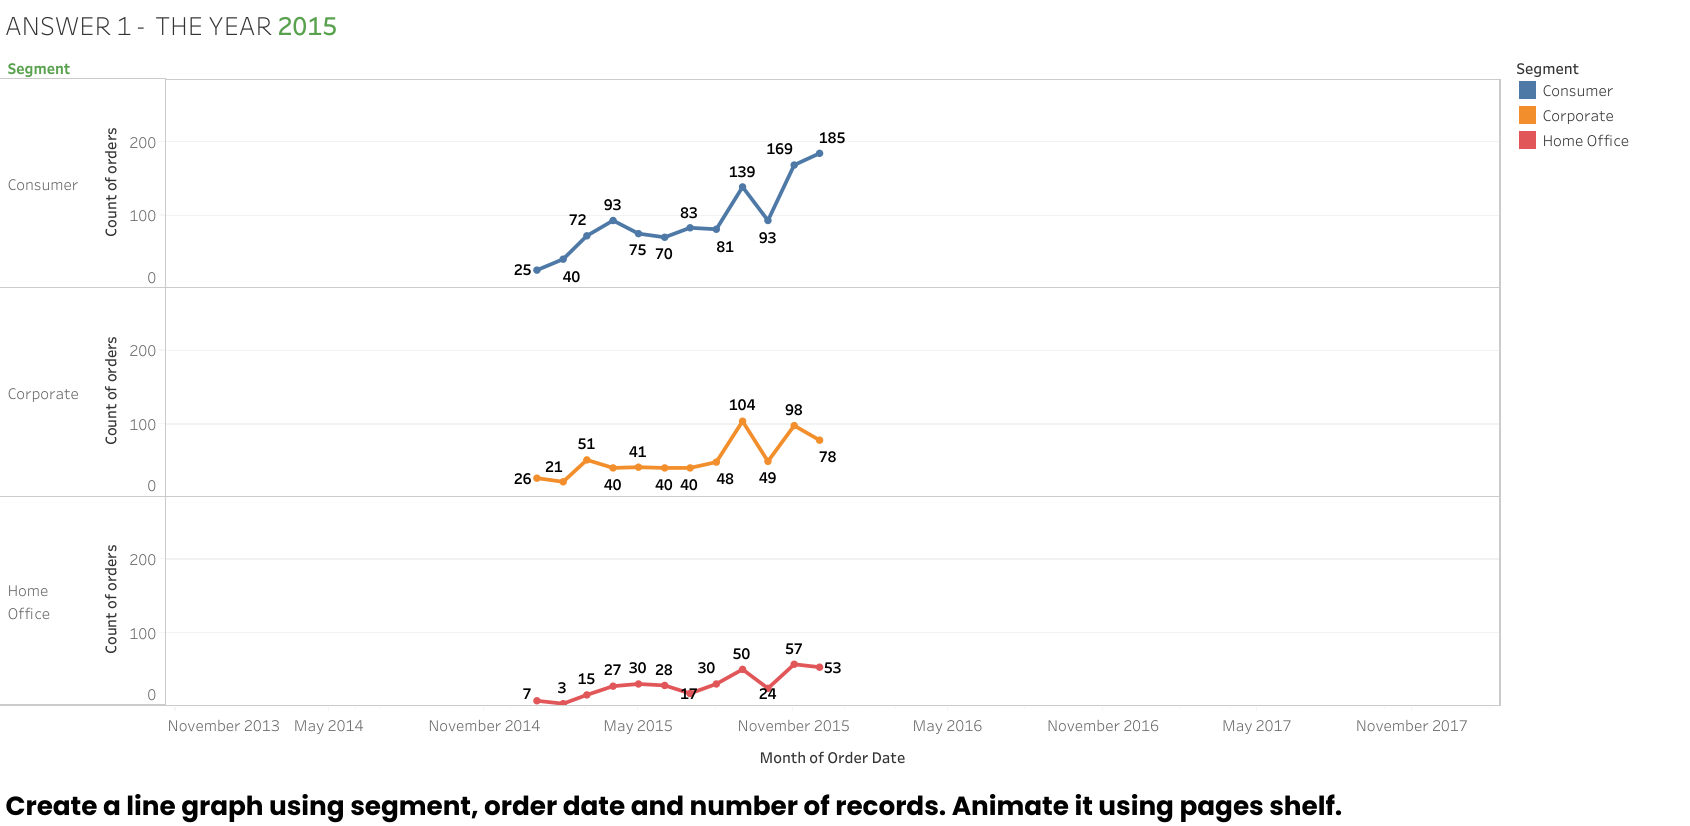 ANSWER 1 - THE YEAR 2015
Segment
Consumer
Count of orders
200
100
0
25
40
72
93
75
70
83
81
139
93
169
185
Corporate
Count of orders
200
100
0
26
21
51
40
41
40
40
48
104
49
98
78
Home
Office
Count of orders
200
100
0
7
3
15
27
30
28
17
30
50
24
57
53
November 2013 May 2014 November 2014 May 2015 November 2015 May 2016 November 2016 May 2017 November 2017
Month of Order Date
Segment
Consumer
Corporate
Home Office
Create a line graph using segment, order date and number of records. Animate it using pages shelf.